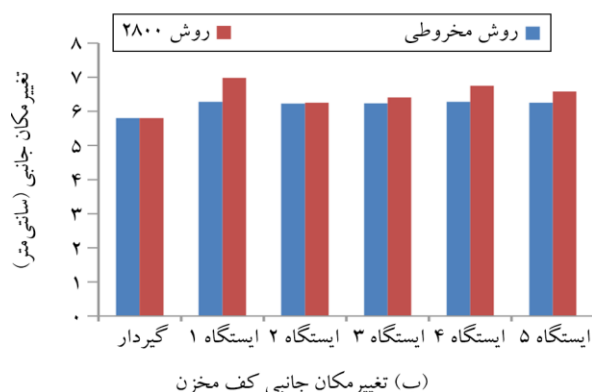 روش مخروطی
روش ۲۸۰۰
تغییرمکان جانبی (سانتی متر)
۸
۷
۶
۵
۴
۳
۲
۱
۰
گیردار
ایستگاه ۱
ایستگاه ۲
ایستگاه ۳
ایستگاه ۴
ایستگاه ۵
(ب) تغییرمکان جانبی کف مخزن